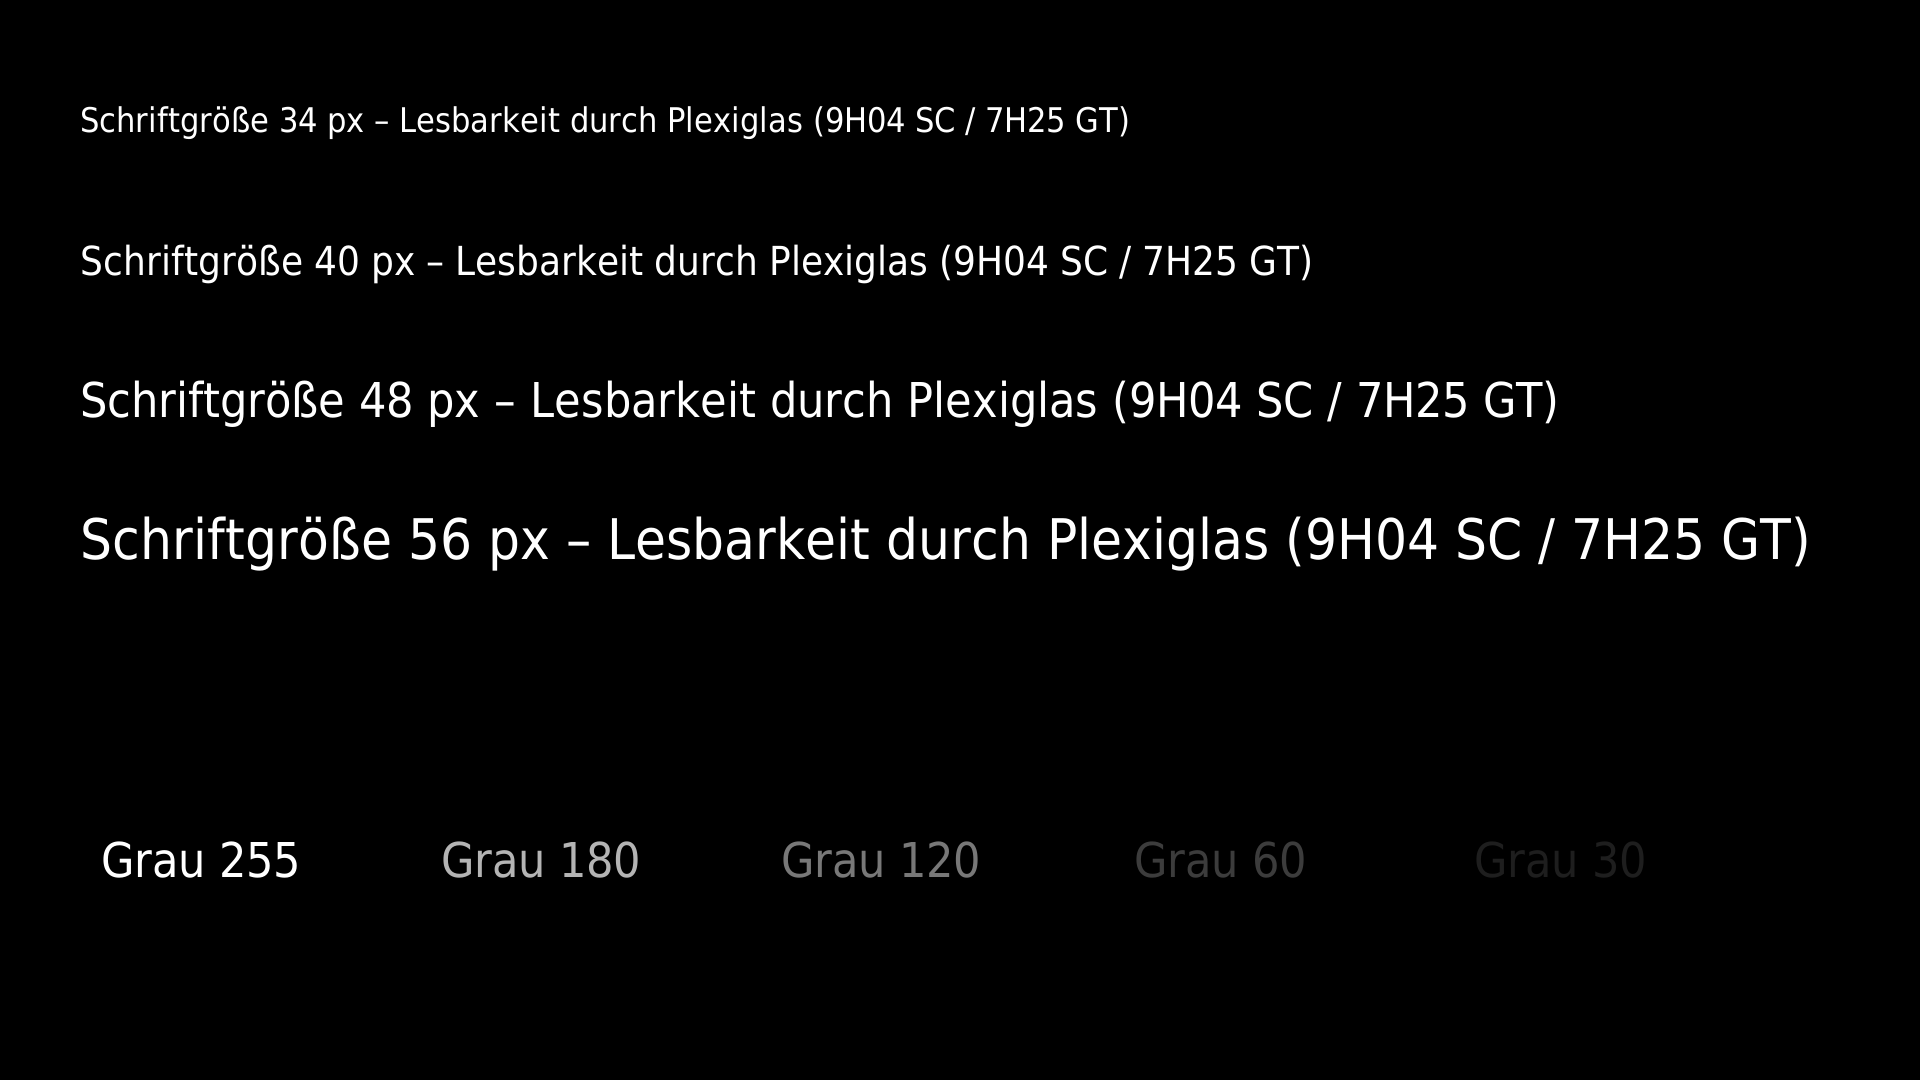 Schriftgröße 34 px – Lesbarkeit durch Plexiglas (9H04 SC / 7H25 GT)
Schriftgröße 40 px – Lesbarkeit durch Plexiglas (9H04 SC / 7H25 GT)
Schriftgröße 48 px – Lesbarkeit durch Plexiglas (9H04 SC / 7H25 GT)
Schriftgröße 56 px – Lesbarkeit durch Plexiglas (9H04 SC / 7H25 GT)
Grau 255 Grau 180 Grau 120 Grau 60 Grau 30